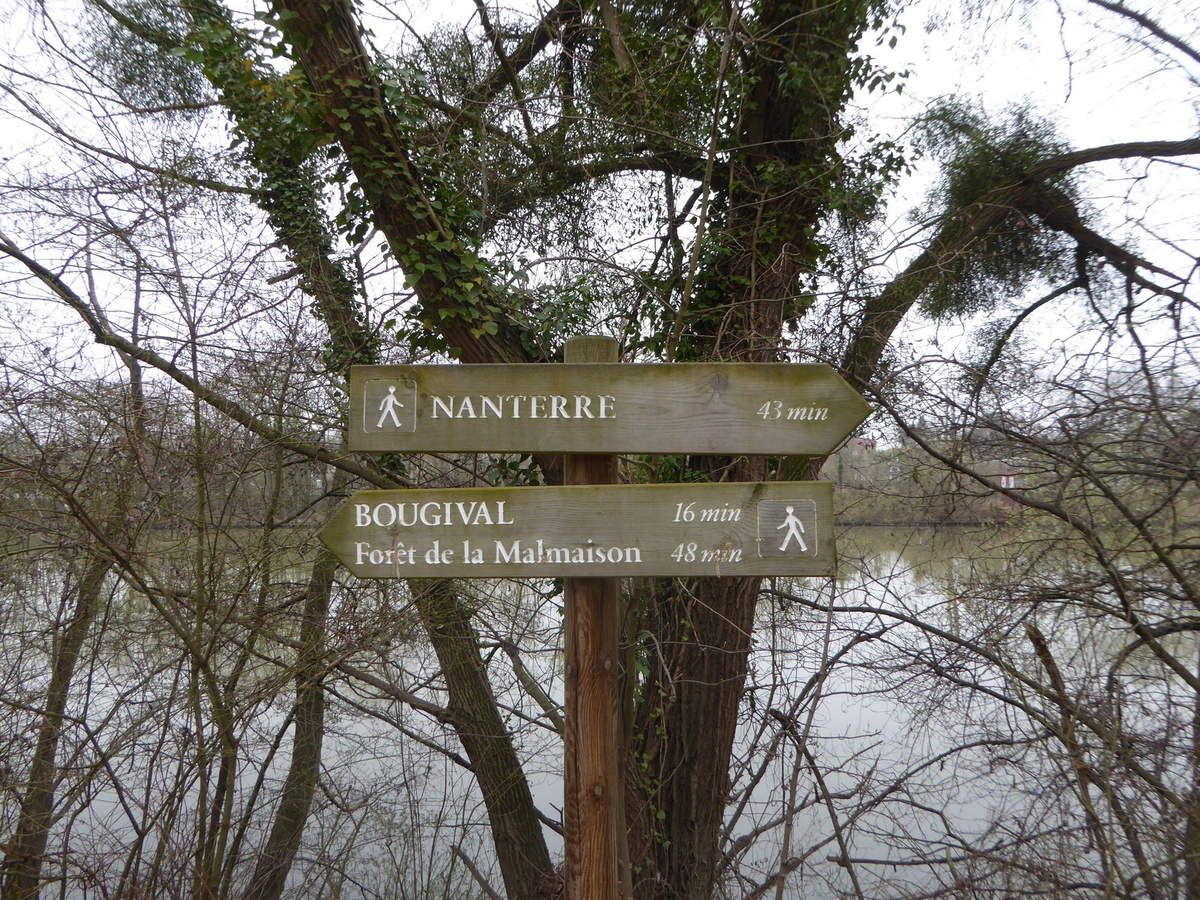 NANTERRE 43 min
BOUGIVAL 16 min
Forêt de la Malmaison 48 min